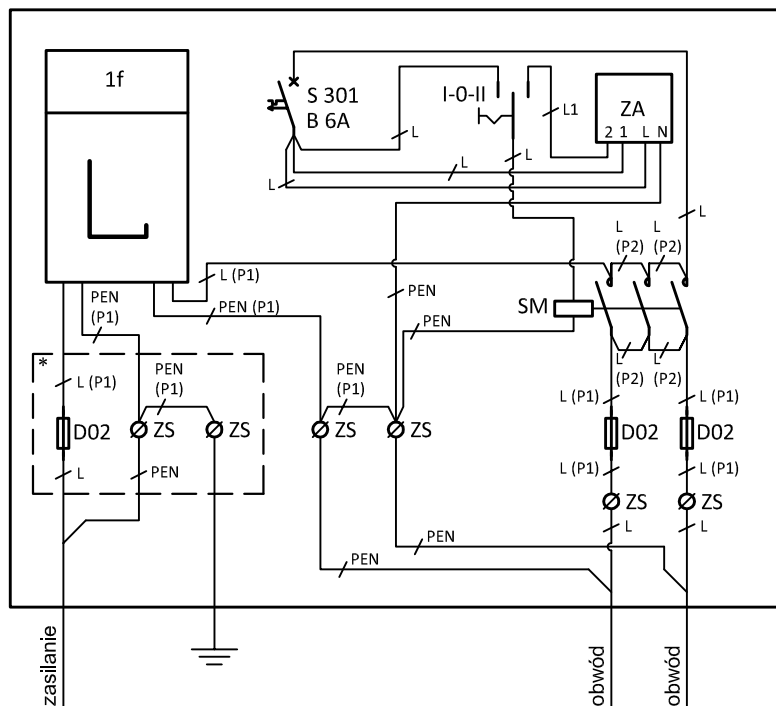 1f
L
S 301
B 6A
I-0-II
ZA
2 1 L N
L
L1
L
L
L
L
L (P1)
PEN
(P1)
PEN (P1)
PEN
PEN
SM
L
(P2)
L
(P2)
L
(P2)
L
(P2)
*
L (P1)
PEN
(P1)
PEN
(P1)
L (P1)
L (P1)
D02
ZS
ZS
ZS
ZS
D02
D02
L
PEN
L (P1)
L (P1)
ZS
ZS
L
L
PEN
PEN
zasilanie
obwód
obwód